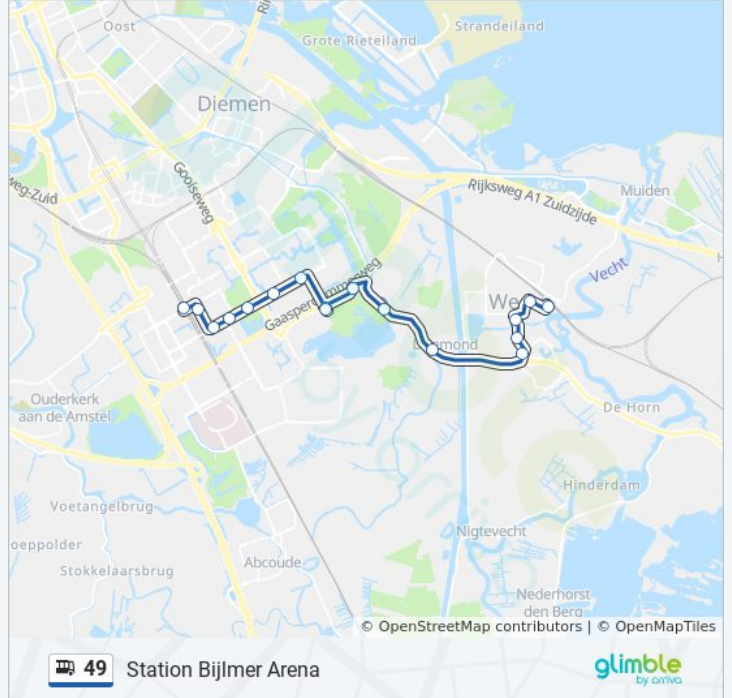 Oost
Strandeiland
Grote Rieteiland
Diemen
Gooiseweg
Rijksweg A1 Zuidzijde
Muiden
weg-Zuid
Vecht
We
Gaasperdammerweg
Ouderkerk
aan de Amstel
De Horn
Hinderdam
Voetangelbrug
Nigtevecht
oeppolder
Stokkelaarsbrug
Abcoude
Nederhorst
den Berg
© OpenStreetMap contributors | © OpenMapTiles
49 Station Bijlmer Arena
glimble
by arriva